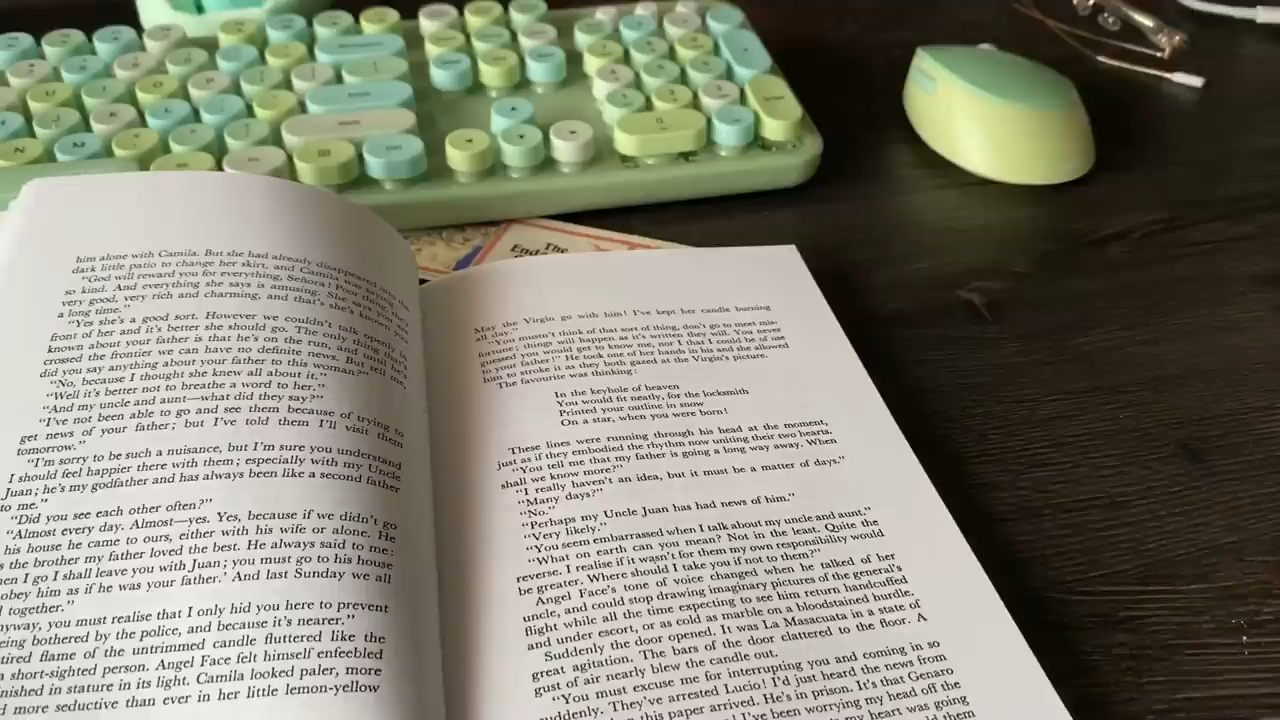 him alone with Camila. But she had already disappeared into the
dark little patio to change her skirt, and Camila was saying:
"God will reward you for everything, Señora! Poor thing, she's
so kind. And everything she says is amusing. She says you are
very good, very rich and charming, and that's she's known you
a long time."
"Yes she's a good sort. However we couldn't talk openly in
front of her and it's better she should go. The only thing that's
known about your father is that he's on the run, and until he's
crossed the frontier we can have no definite news. But tell me,
did you say anything about your father to this woman?"
"No, because I thought she knew all about it."
"Well it's better not to breathe a word to her."
"And my uncle and aunt—what did they say?"
"I've not been able to go and see them because of trying to
get news of your father; but I've told them I'll visit them
tomorrow."
"I'm sorry to be such a nuisance, but I'm sure you understand
I should feel happier there with them; especially with my Uncle
Juan; he's my godfather and has always been like a second father
to me."
"Did you see each other often?"
"Almost every day. Almost—yes. Yes, because if we didn't go
his house he came to ours, either with his wife or alone. He
the brother my father loved the best. He always said to me:
I go I shall leave you with Juan; you must go to his house
obey him as if he was your father.' And last Sunday we all
together."
you must realise that I only hid you here to prevent
being bothered by the police, and because it's nearer."
tired flame of the untrimmed candle fluttered like the
a short-sighted person. Angel Face felt himself enfeebled
in stature in its light. Camila looked paler, more
more seductive than ever in her little lemon-yellow
The
End
May the Virgin go with him! I've kept her candle burning
all day."
"You mustn't think of that sort of thing, don't go to meet mis-
fortune; things will happen as it's written they will. You never
guessed you would get to know me, nor I that I could be of use
to your father!" He took one of her hands in his and she allowed
him to stroke it as they both gazed at the Virgin's picture.
The favourite was thinking:
In the keyhole of heaven
You would fit neatly, for the locksmith
Printed your outline in snow
On a star, when you were born!
These lines were running through his head at the moment,
just as if they embodied the rhythm now uniting their two hearts.
"You tell me that my father is going a long way away. When
shall we know more?"
"I really haven't an idea, but it must be a matter of days."
"Many days?"
"No."
"Perhaps my Uncle Juan has had news of him."
"Very likely."
"You seem embarrassed when I talk about my uncle and aunt."
"What on earth can you mean? Not in the least. Quite the
reverse. I realise if it wasn't for them my own responsibility would
be greater. Where should I take you if not to them?"
Angel Face's tone of voice changed when he talked of her
uncle, and could stop drawing imaginary pictures of the general's
flight while all the time expecting to see him return handcuffed
and under escort, or as cold as marble on a bloodstained hurdle.
Suddenly the door opened. It was La Masacuata in a state of
great agitation. The bars of the door clattered to the floor. A
gust of air nearly blew the candle out.
"You must excuse me for interrupting you and coming in so
suddenly. They've arrested Lucio! I'd just heard the news from
this paper arrived. He's in prison. It's that Genaro
I've been worrying my head off the
my heart was going